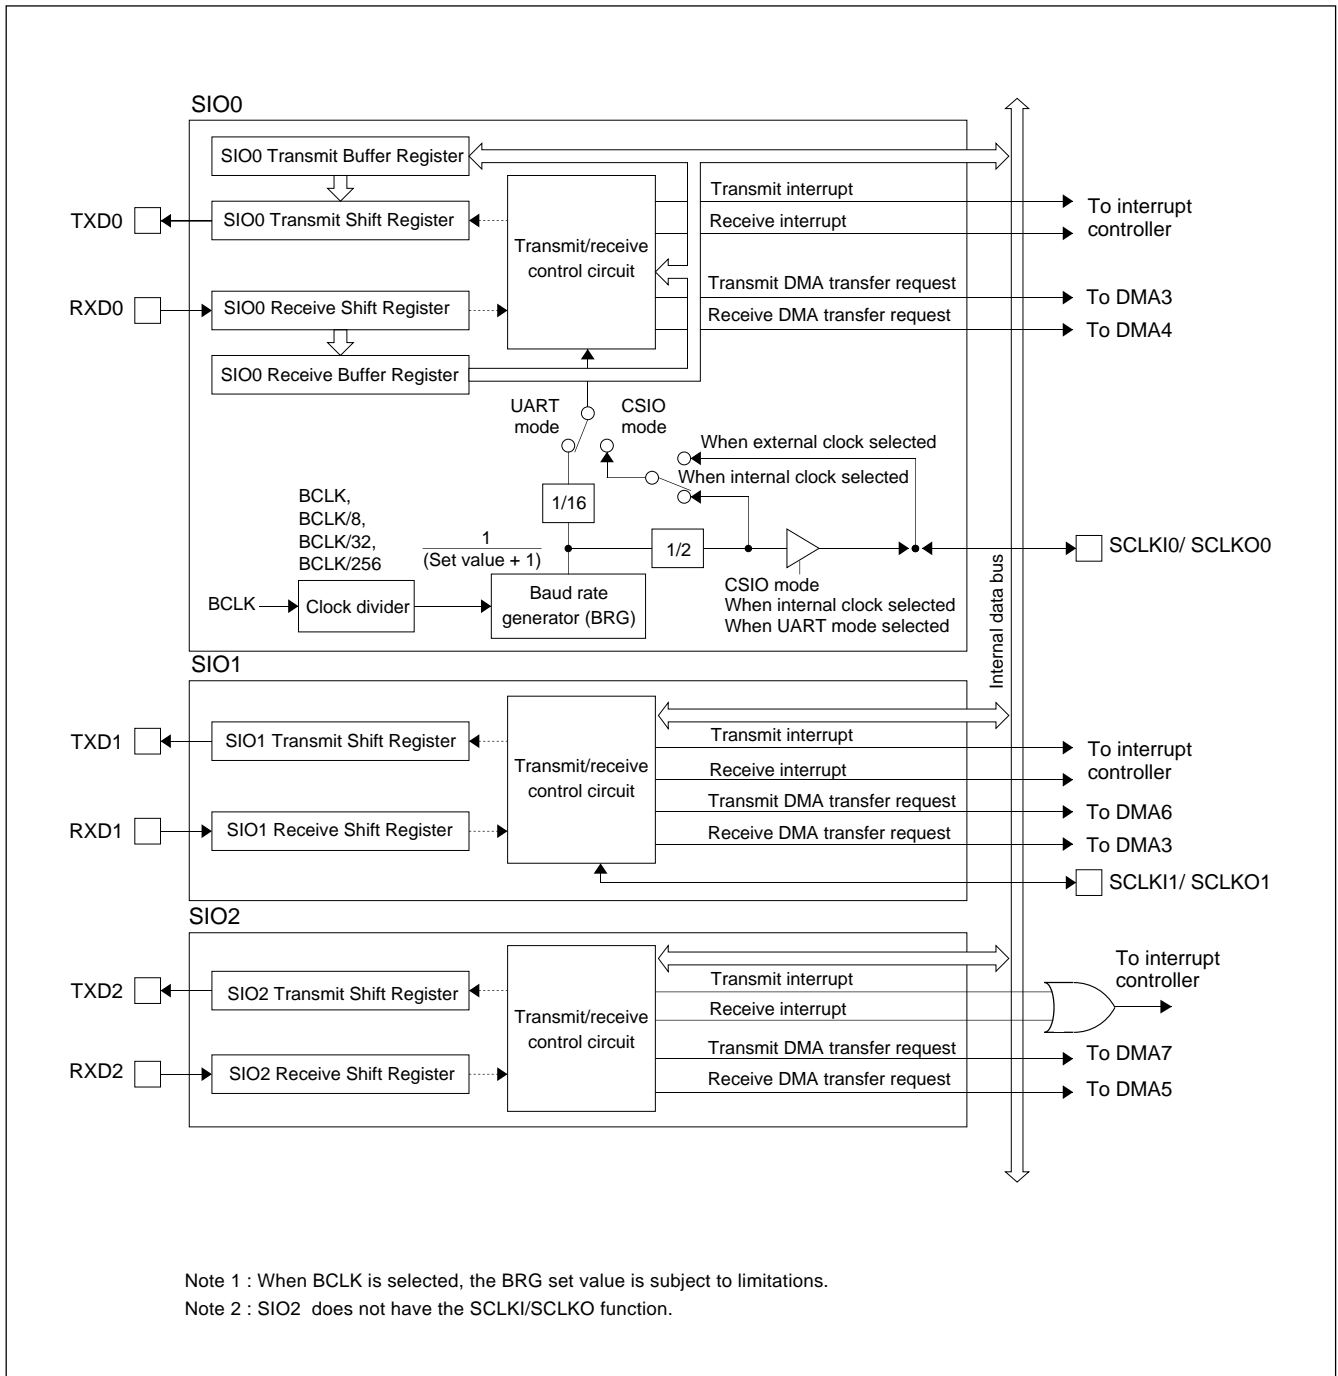 SIO0
SIO0 Transmit Buffer Register
TXD0
SIO0 Transmit Shift Register
Transmit/receive
control circuit
Transmit interrupt
Receive interrupt
To interrupt
controller
RXD0
SIO0 Receive Shift Register
Transmit DMA transfer request
To DMA3
Receive DMA transfer request
To DMA4
SIO0 Receive Buffer Register
UART
mode
CSIO
mode
When external clock selected
When internal clock selected
BCLK,
BCLK/8,
BCLK/32,
BCLK/256
1/16
1
(Set value + 1)
1/2
SCLKI0/ SCLKO0
BCLK
Clock divider
Baud rate
generator (BRG)
CSIO mode
When internal clock selected
When UART mode selected
Internal data bus
SIO1
TXD1
SIO1 Transmit Shift Register
Transmit/receive
control circuit
Transmit interrupt
Receive interrupt
To interrupt
controller
RXD1
SIO1 Receive Shift Register
Transmit DMA transfer request
To DMA6
Receive DMA transfer request
To DMA3
SCLKI1/ SCLKO1
SIO2
TXD2
SIO2 Transmit Shift Register
Transmit/receive
control circuit
Transmit interrupt
Receive interrupt
To interrupt
controller
RXD2
SIO2 Receive Shift Register
Transmit DMA transfer request
To DMA7
Receive DMA transfer request
To DMA5
Note 1 : When BCLK is selected, the BRG set value is subject to limitations.
Note 2 : SIO2 does not have the SCLKI/SCLKO function.